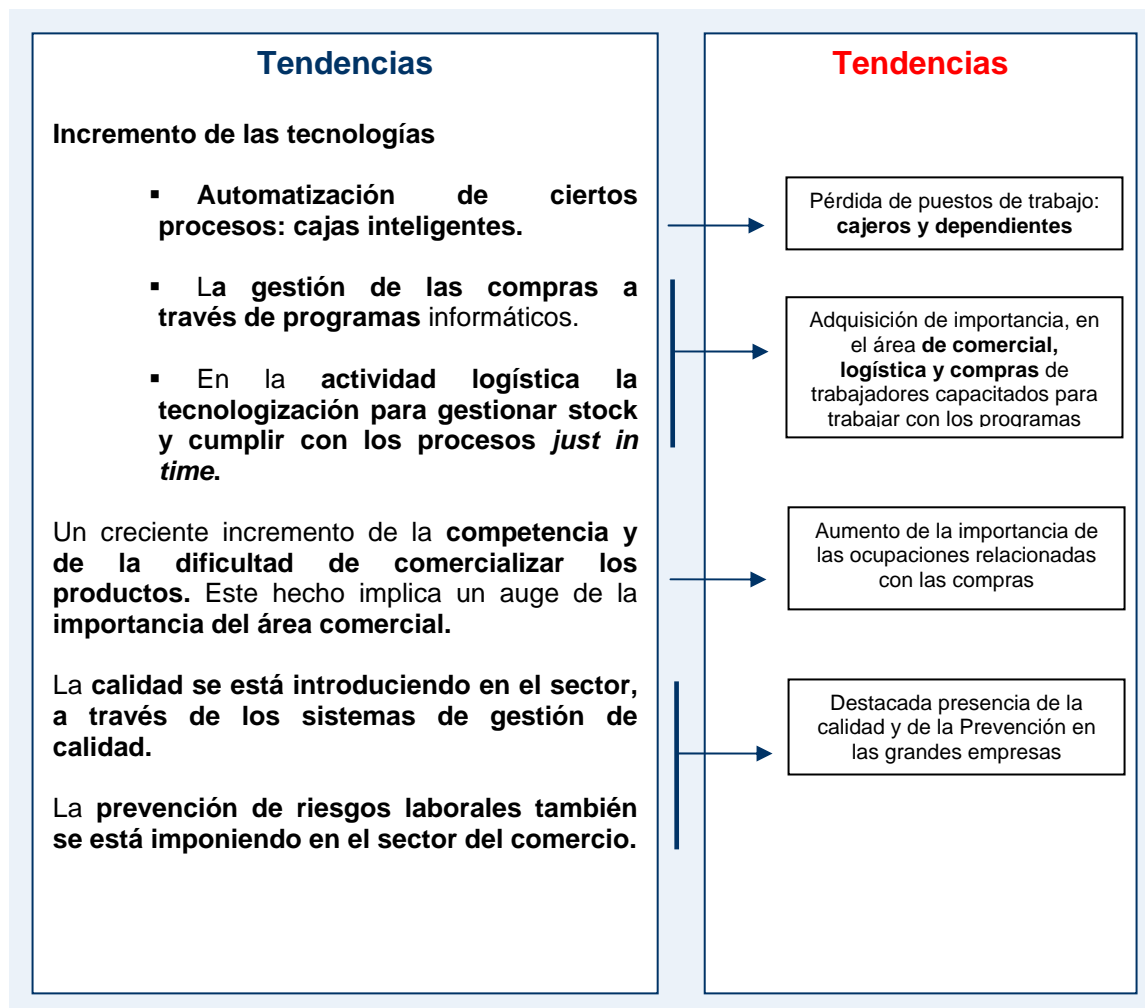 Tendencias
Incremento de las tecnologías
▪ Automatización de ciertos
procesos: cajas inteligentes.
▪ La gestión de las compras a
través de programas informáticos.
▪ En la actividad logística la
tecnologización para gestionar stock
y cumplir con los procesos just in
time.
Un creciente incremento de la competencia y
de la dificultad de comercializar los
productos. Este hecho implica un auge de la
importancia del área comercial.
La calidad se está introduciendo en el sector,
a través de los sistemas de gestión de
calidad.
La prevención de riesgos laborales también
se está imponiendo en el sector del comercio.
Tendencias
Pérdida de puestos de trabajo:
cajeros y dependientes
Adquisición de importancia, en
el área de comercial,
logística y compras de
trabajadores capacitados para
trabajar con los programas
Aumento de la importancia de
las ocupaciones relacionadas
con las compras
Destacada presencia de la
calidad y de la Prevención en
las grandes empresas